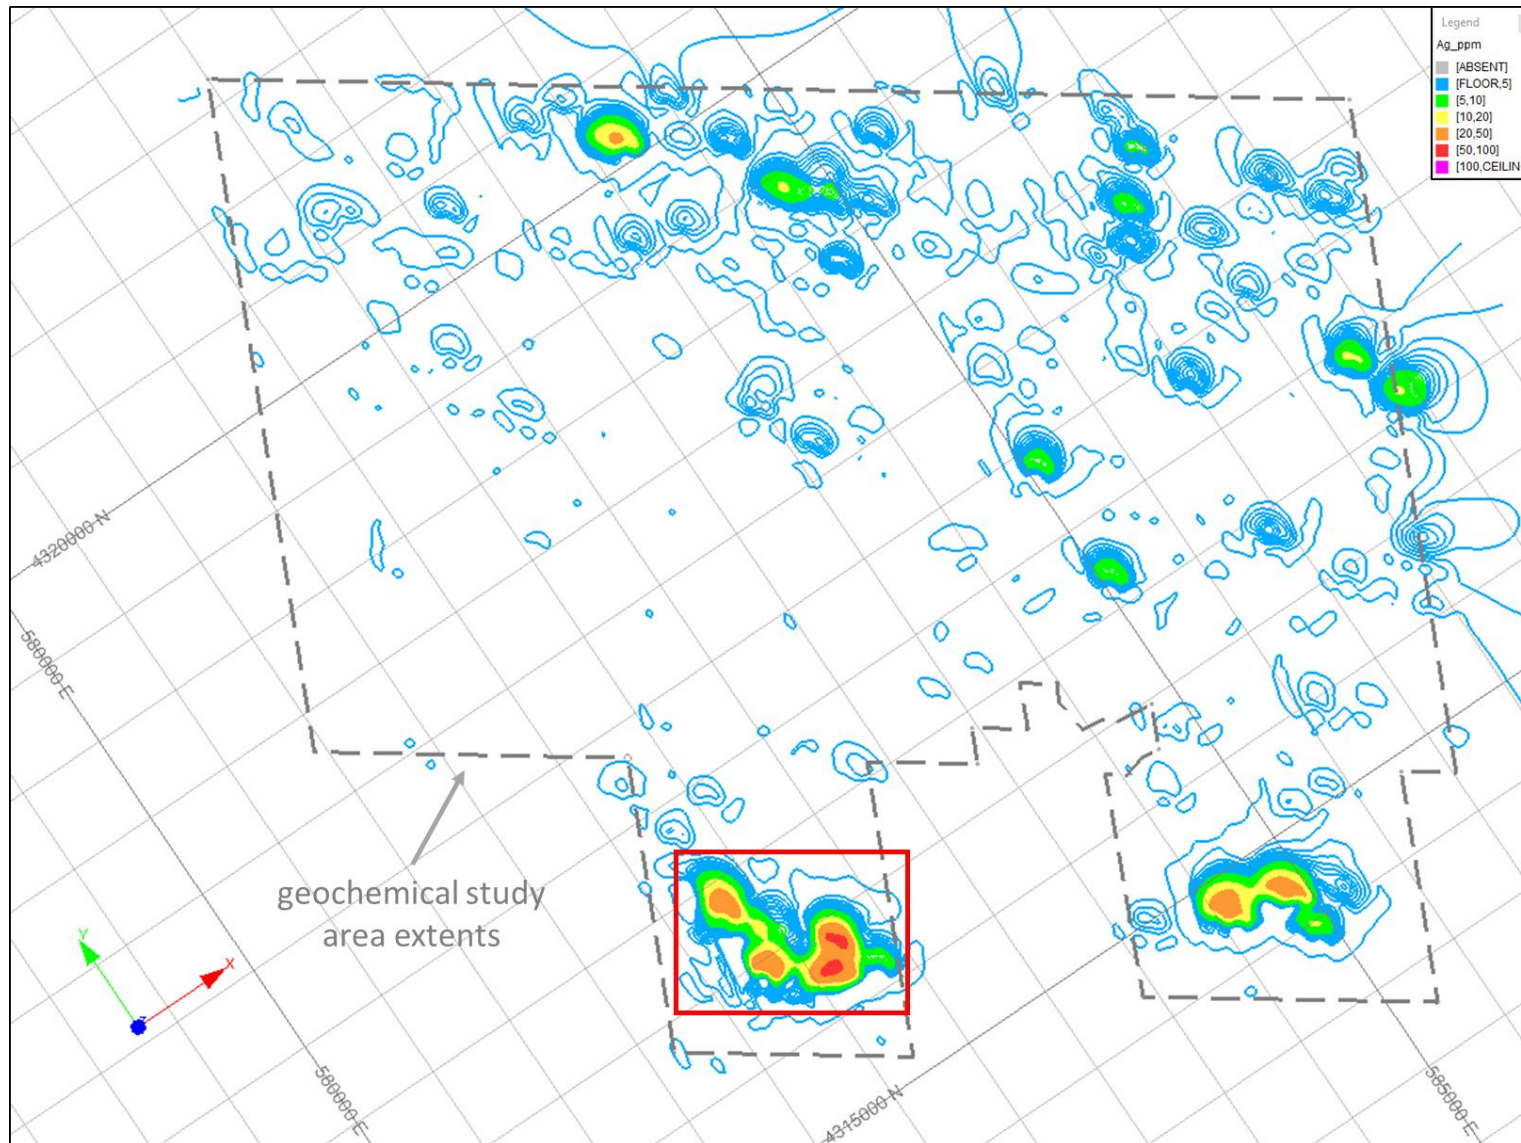 Legend
Ag_ppm
[ABSENT]
[FLOOR,5]
[5,10]
[10,20]
[20,50]
[50,100]
[100,CEILIN
4320000 N
580000 E
geochemical study
area extents
Y
X
Z
580000 E
4315000 N
585000 E